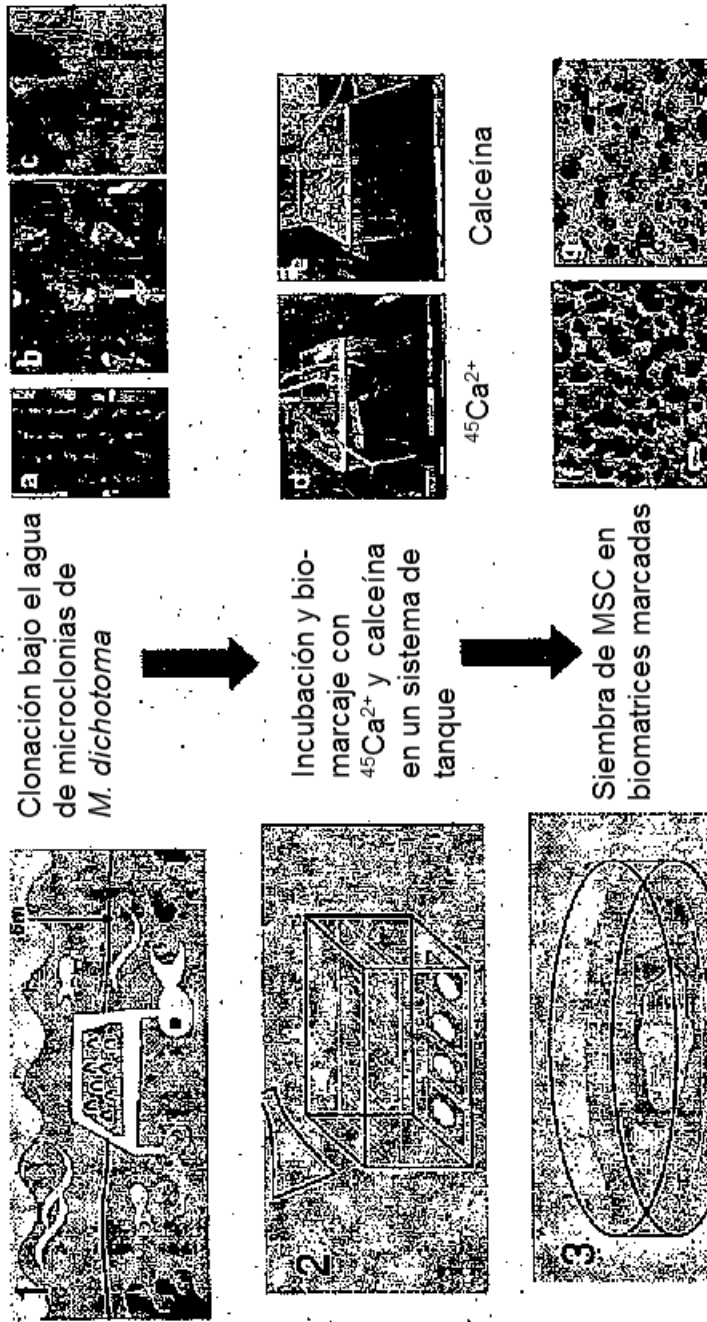 1
6m
Clonación bajo el agua
de microclonias de
M. dichotoma
a
b
c
2
Incubación y bio-
marcaje con
⁴⁵Ca²⁺ y calceína
en un sistema de
tanque
d
⁴⁵Ca²⁺
Calceína
3
Siembra de MSC en
biomatrices marcadas
f
g